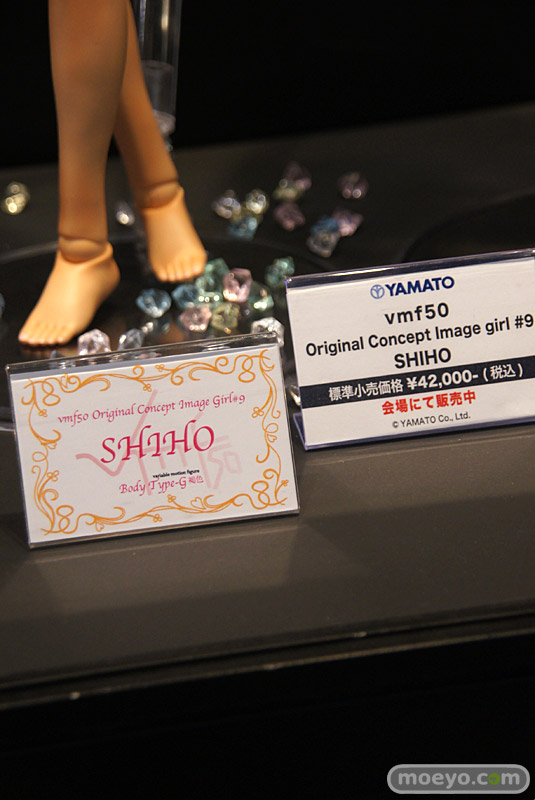 vmf50 Original Concept Image Girl#9
SHIHO
variable motion figure
Body Type-G 褐色
YAMATO
vmf50
Original Concept Image girl #9
SHIHO
標準小売価格 ¥42,000-(税込)
会場にて販売中
© YAMATO Co., Ltd.
moeyo.com